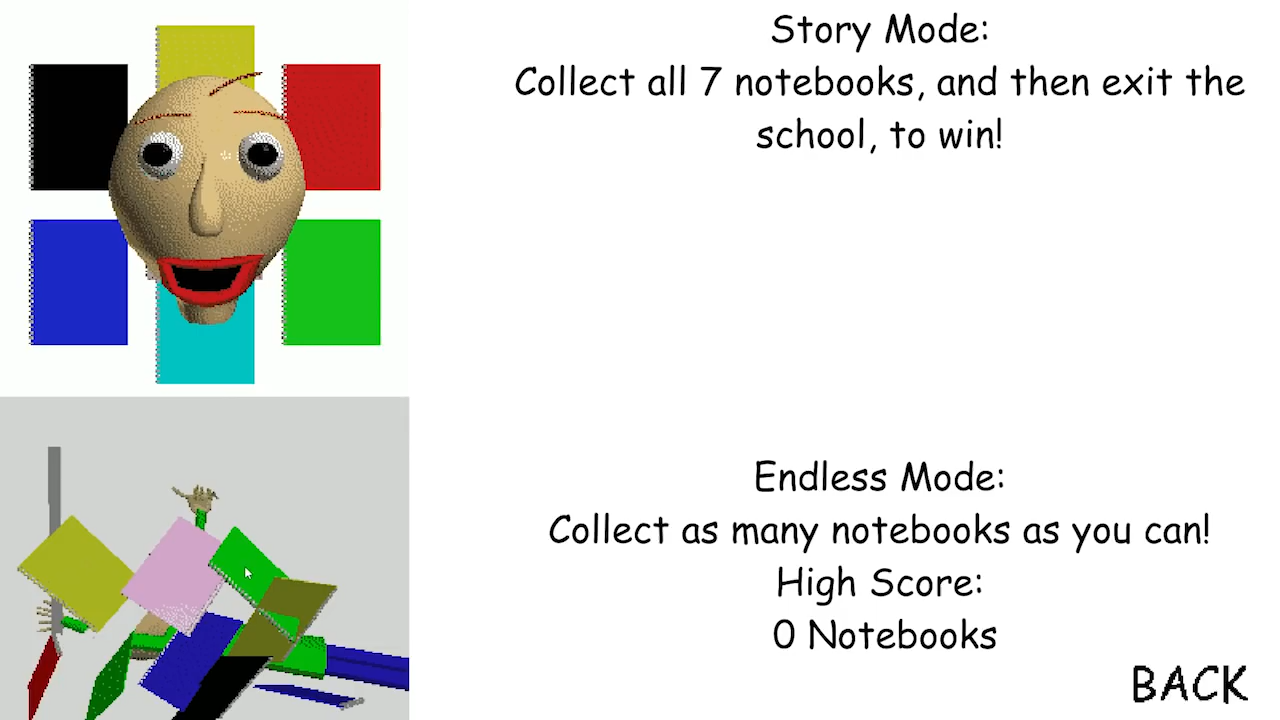 Story Mode:
Collect all 7 notebooks, and then exit the
school, to win!
Endless Mode:
Collect as many notebooks as you can!
High Score:
0 Notebooks
BACK